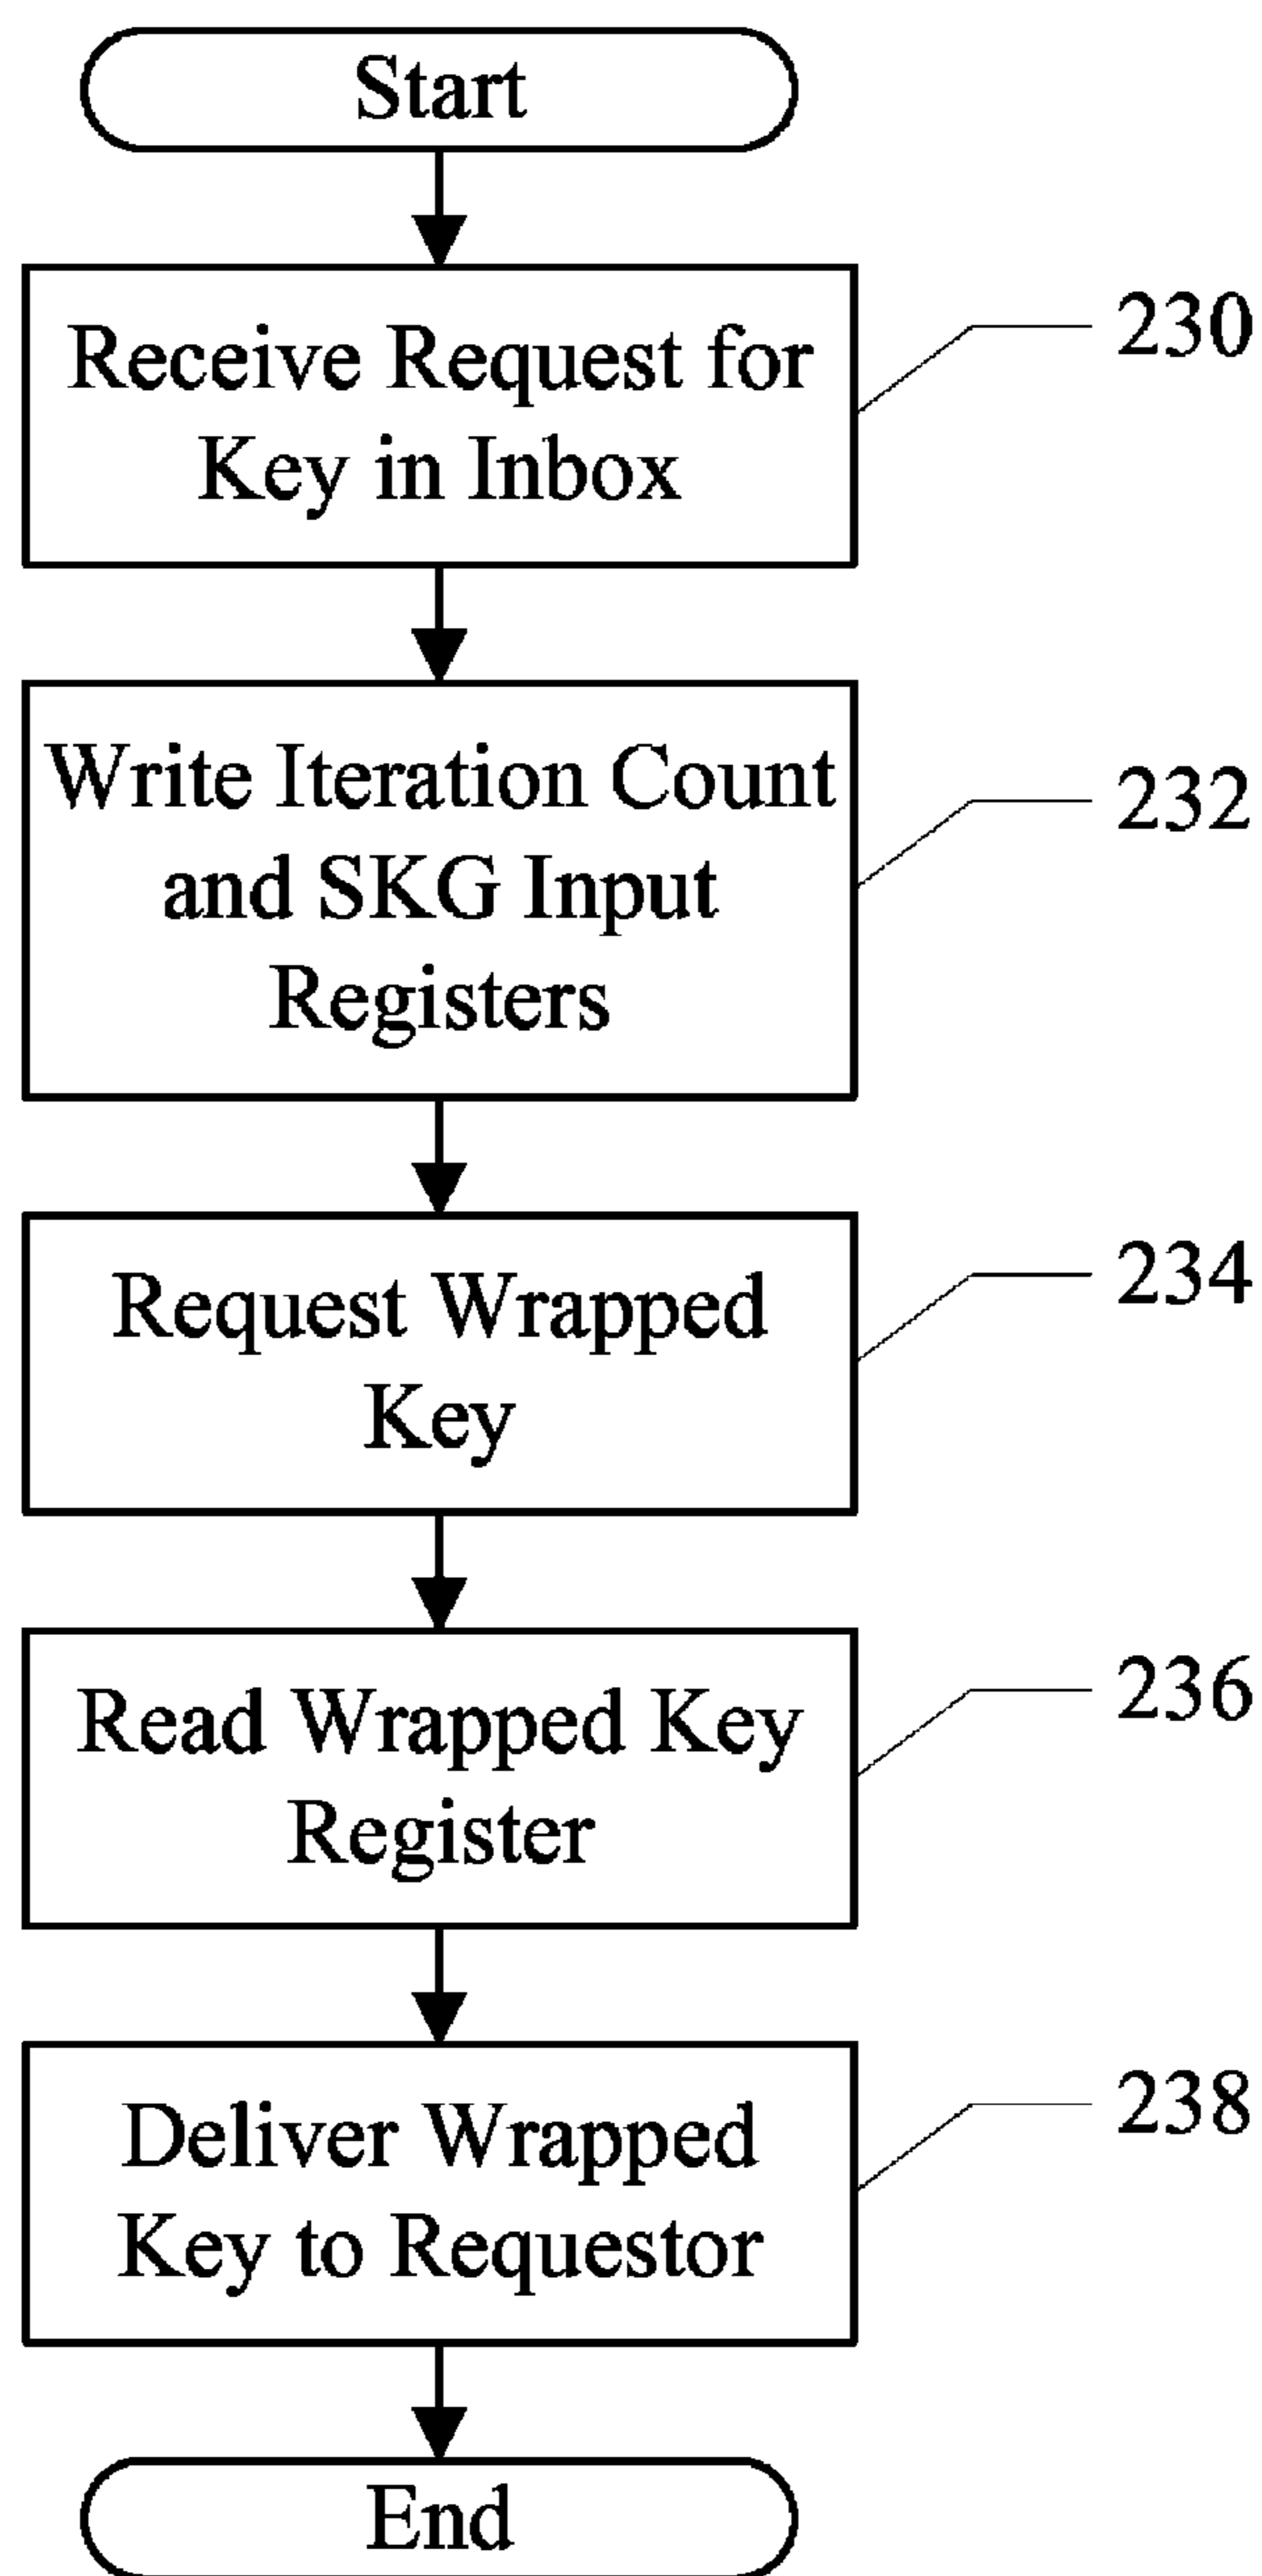 Start
Receive Request for
Key in Inbox
230
Write Iteration Count
and SKG Input
Registers
232
Request Wrapped
Key
234
Read Wrapped Key
Register
236
Deliver Wrapped
Key to Requestor
238
End